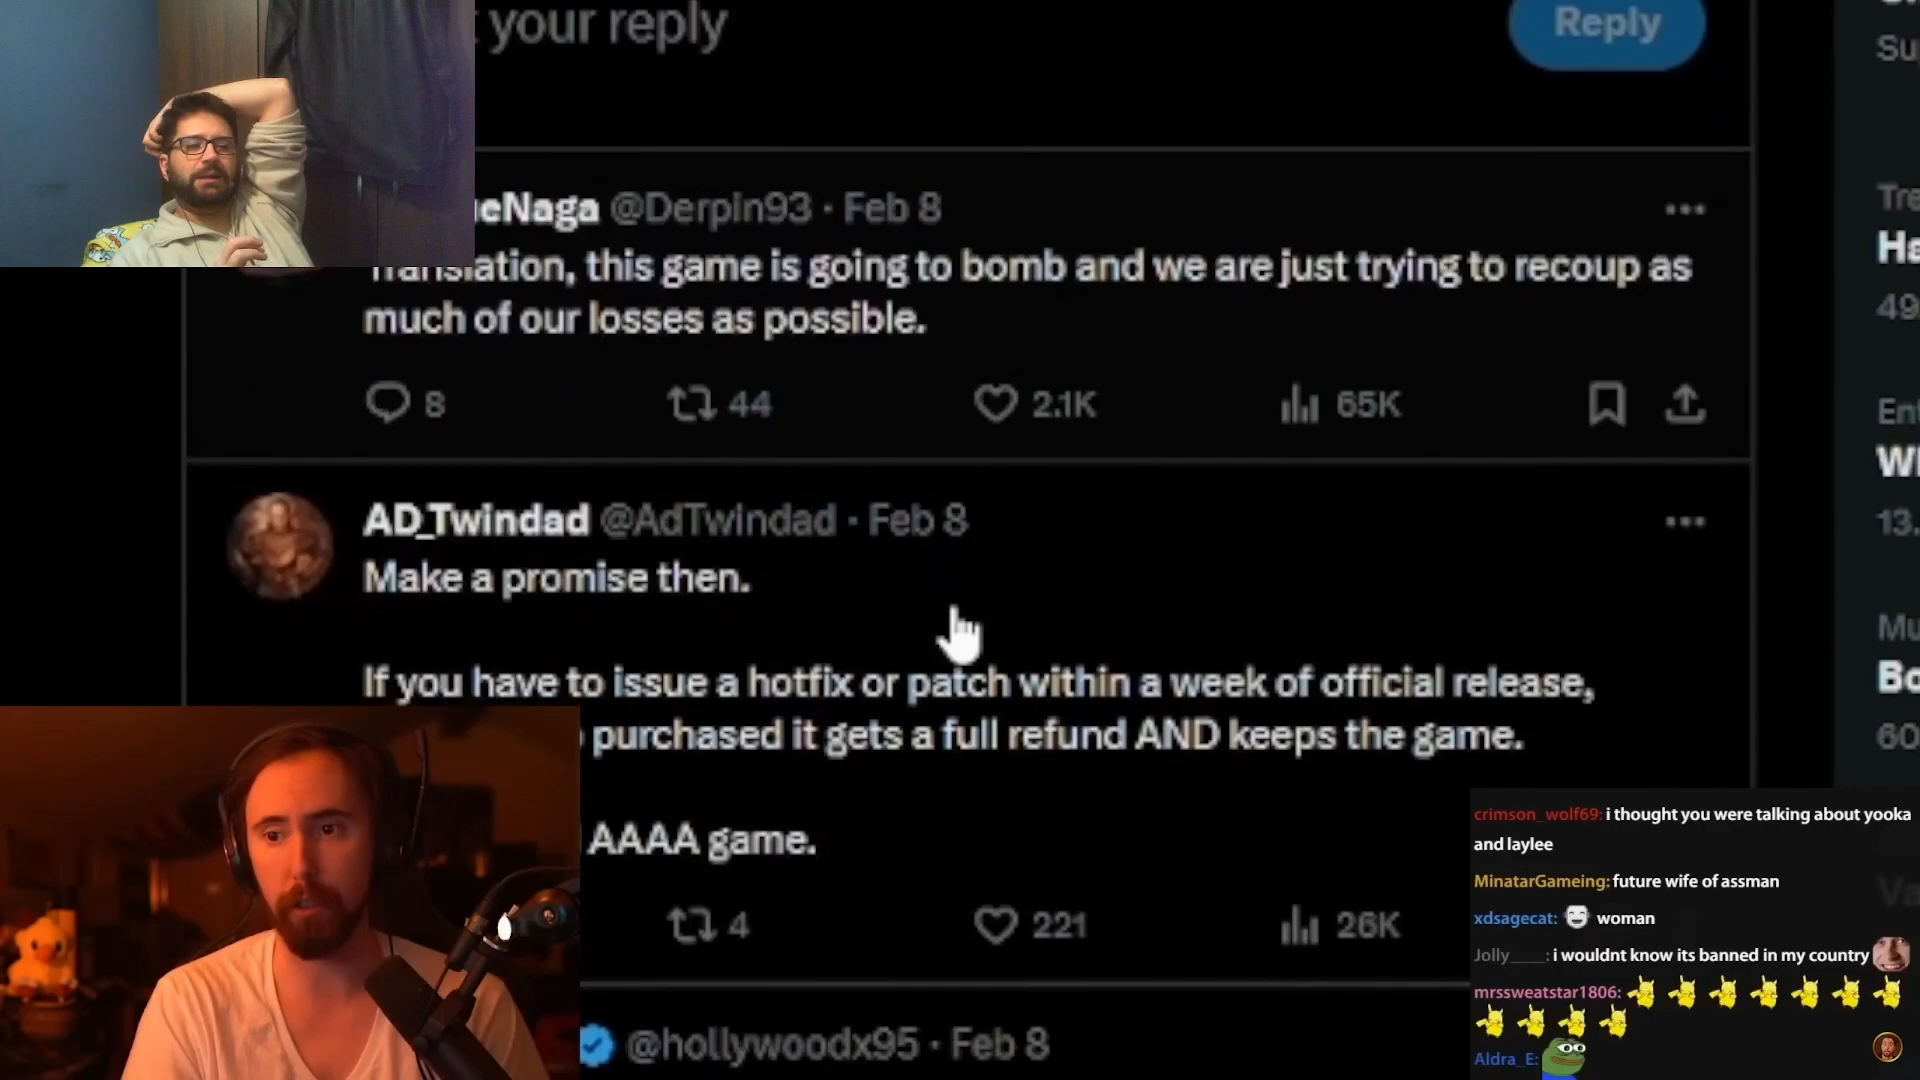 your reply
Reply
eNaga @Derpin93 · Feb 8
Translation, this game is going to bomb and we are just trying to recoup as
much of our losses as possible.
8 44 2.1K 65K
AD_Twindad @AdTwindad · Feb 8
Make a promise then.
If you have to issue a hotfix or patch within a week of official release,
purchased it gets a full refund AND keeps the game.
AAAA game.
4 221 26K
@hollywoodx95 · Feb 8
Su
Tre
Ha
49
Ent
13.
Mu
Bo
60
crimson_wolf69: i thought you were talking about yooka
and laylee
MinatarGameing: future wife of assman
xdsagecat: woman
Jolly____: i wouldnt know its banned in my country
mrssweatstar1806:
Aldra_E: